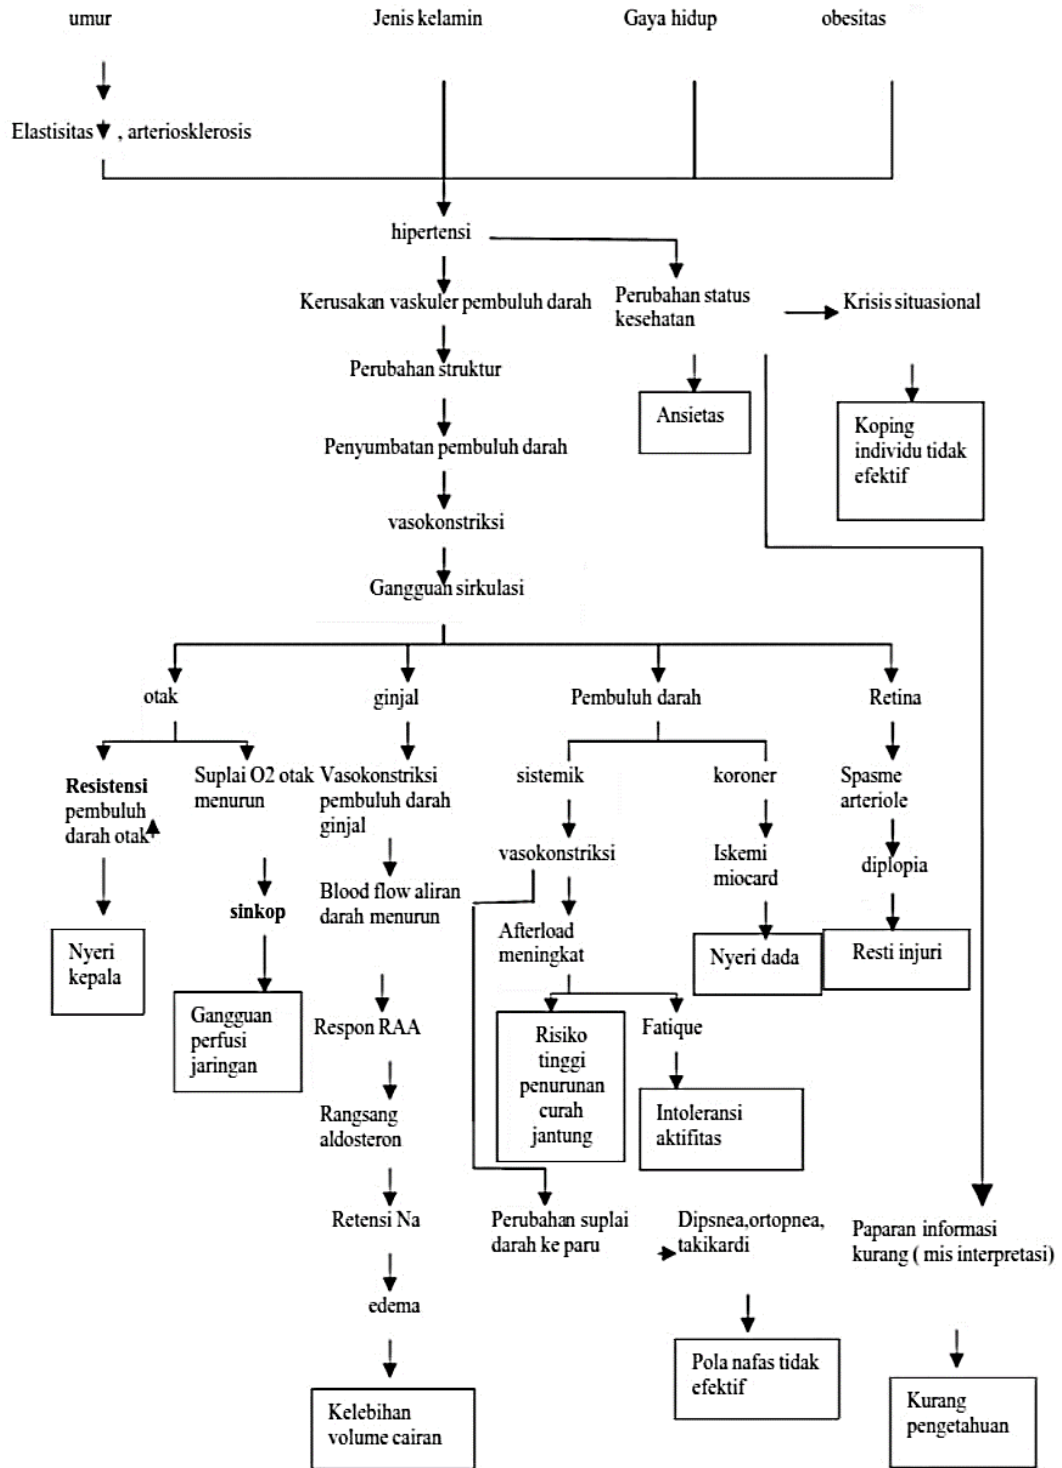 umur
Jenis kelamin
Gaya hidup
obesitas
Elastisitas , arteriosklerosis
hipertensi
Kerusakan vaskuler pembuluh darah
Perubahan status
kesehatan
Krisis situasional
Perubahan struktur
Ansietas
Koping
individu tidak
efektif
Penyumbatan pembuluh darah
vasokonstriksi
Gangguan sirkulasi
otak
ginjal
Pembuluh darah
Retina
Resistensi
pembuluh
darah otak
Suplai O2 otak
menurun
Vasokonstriksi
pembuluh darah
ginjal
sistemik
koroner
Spasme
arteriole
vasokonstriksi
Iskemi
miocard
diplopia
sinkop
Blood flow aliran
darah menurun
Afterload
meningkat
Nyeri
kepala
Nyeri dada
Resti injuri
Gangguan
perfusi
jaringan
Respon RAA
Risiko
tinggi
penurunan
curah
jantung
Fatique
Rangsang
aldosteron
Intoleransi
aktifitas
Retensi Na
Perubahan suplai
darah ke paru
Dipsnea,ortopnea,
takikardi
Paparan informasi
kurang ( mis interpretasi)
edema
Pola nafas tidak
efektif
Kelebihan
volume cairan
Kurang
pengetahuan